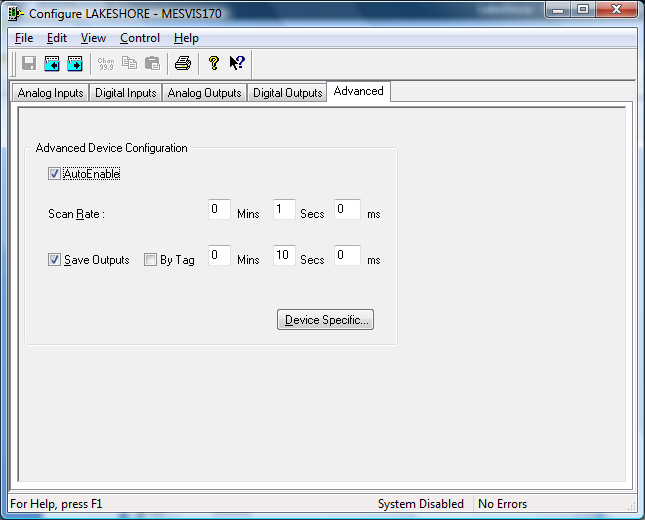 Configure LAKESHORE - MESVIS170
File Edit View Control Help
Chan 99.9
Analog Inputs Digital Inputs Analog Outputs Digital Outputs Advanced
Advanced Device Configuration
AutoEnable
Scan Rate : 0 Mins 1 Secs 0 ms
Save Outputs By Tag 0 Mins 10 Secs 0 ms
Device Specific...
For Help, press F1 System Disabled No Errors